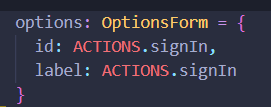 options: OptionsForm = {
  id: ACTIONS.signIn,
  label: ACTIONS.signIn
}